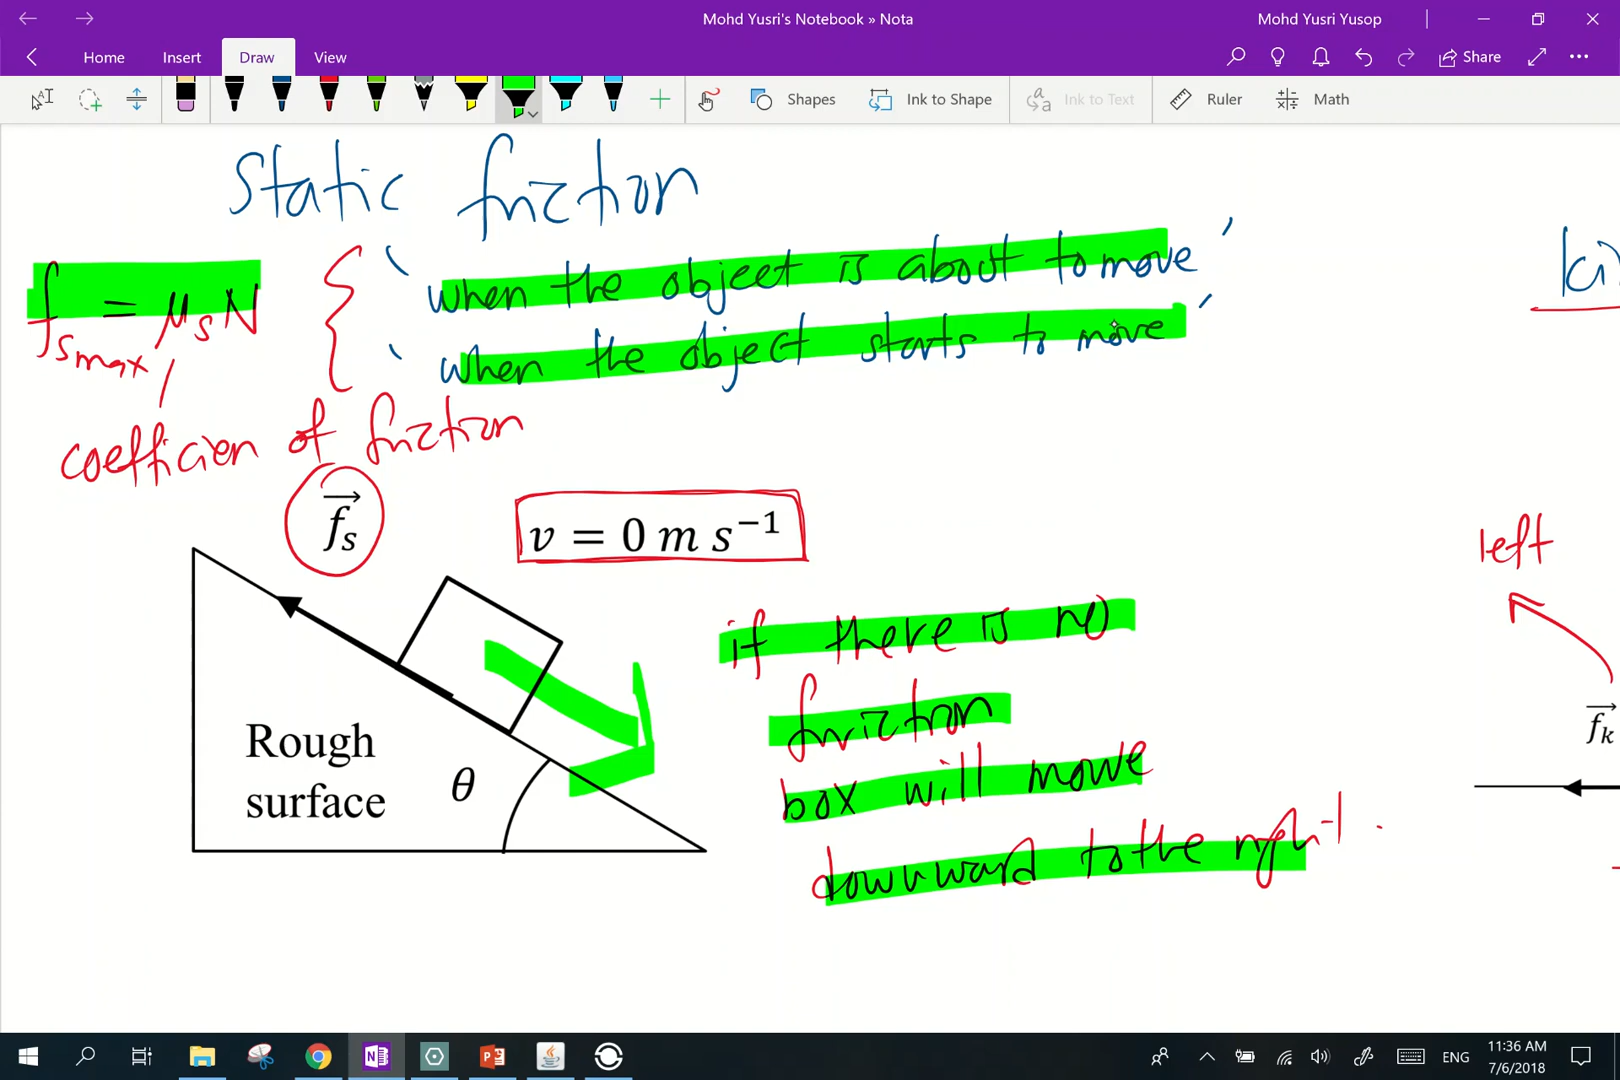 Mohd Yusri's Notebook » Nota
Mohd Yusri Yusop
Home Insert Draw View
Share
Shapes Ink to Shape Ink to Text Ruler Math
Static friction
f smax = μsN
' when the object is about to move '
' when the object starts to move '
coefficien of friction
ki
fs
v = 0 m s⁻¹
left
if there is no
friction
box will move
downward to the right.
Rough
surface
θ
fk
ENG
11:36 AM
7/6/2018